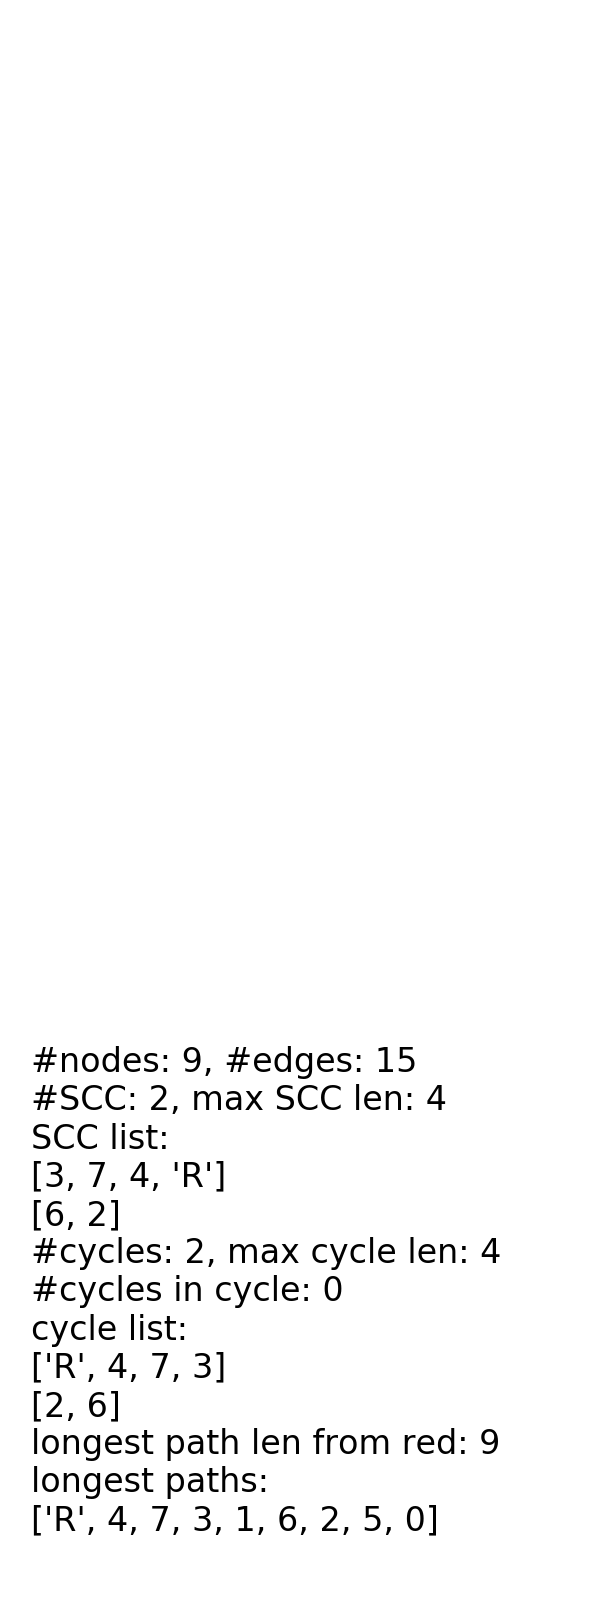 #nodes: 9, #edges: 15
#SCC: 2, max SCC len: 4
SCC list:
[3, 7, 4, 'R']
[6, 2]
#cycles: 2, max cycle len: 4
#cycles in cycle: 0
cycle list:
['R', 4, 7, 3]
[2, 6]
longest path len from red: 9
longest paths:
['R', 4, 7, 3, 1, 6, 2, 5, 0]